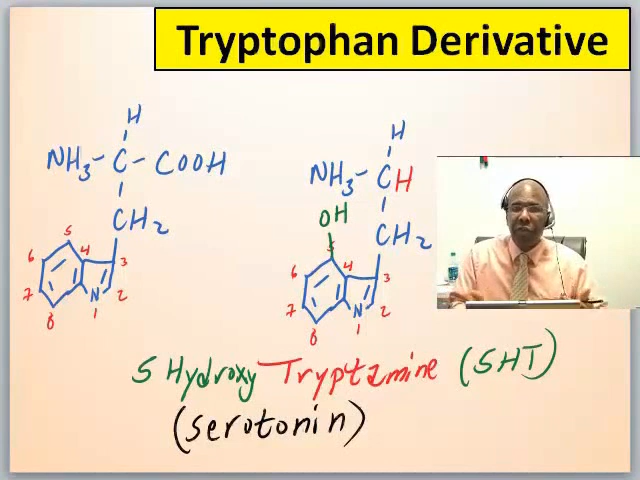 Tryptophan Derivative
H
NH3 - C - COOH
CH2
5
6 4 3
7 N 2
8 1
H
NH3 - CH
OH
CH2
5
6 4 3
7 N 2
8 1
5 Hydroxy Tryptamine (5HT)
(serotonin)